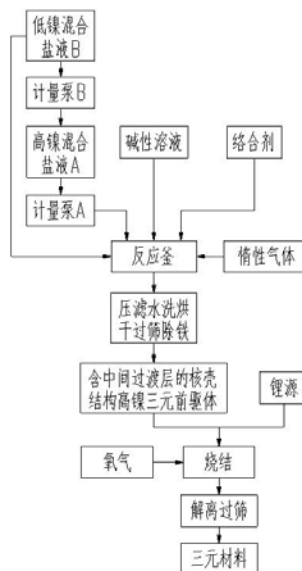 低镍混合
盐液B
计量泵B
高镍混合
盐液A
碱性溶液
络合剂
计量泵A
反应釜
惰性气体
压滤水洗烘
干过筛除铁
含中间过渡层的核壳
结构高镍三元前驱体
锂源
氧气
烧结
解离过筛
三元材料